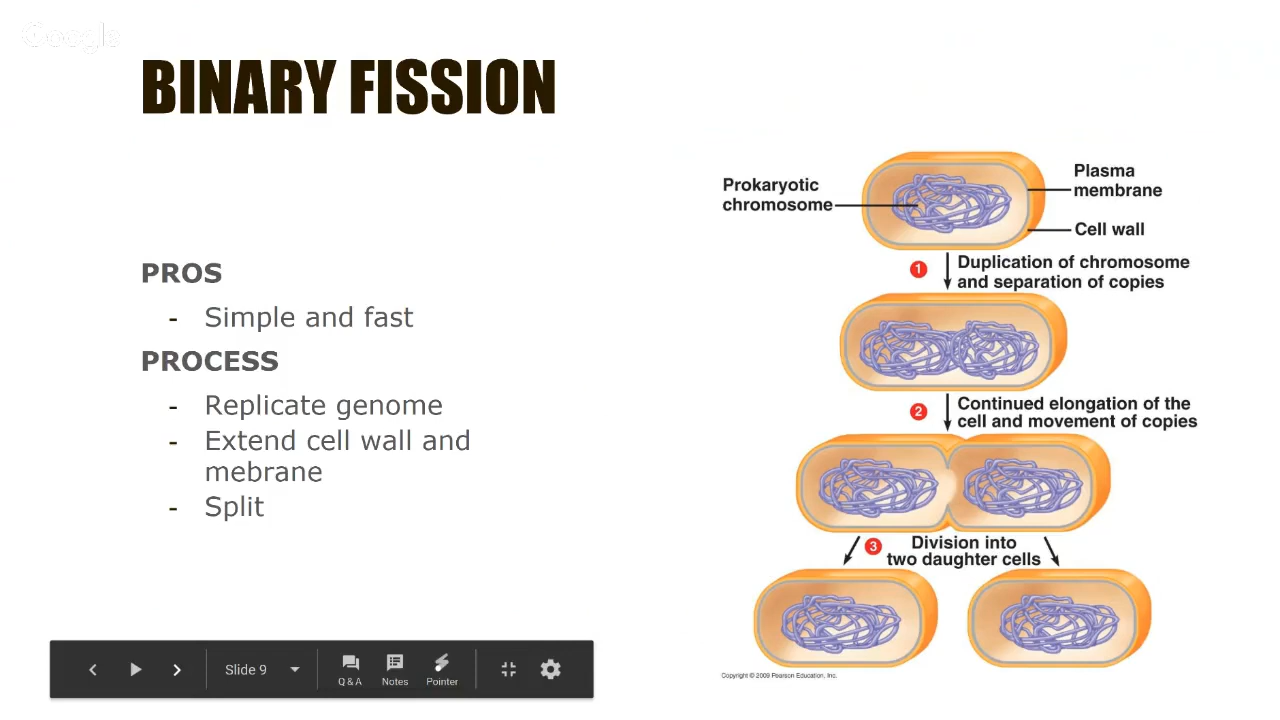 Google
BINARY FISSION
PROS
- Simple and fast
PROCESS
- Replicate genome
- Extend cell wall and
mebrane
- Split
Prokaryotic
chromosome
Plasma
membrane
Cell wall
1 Duplication of chromosome
and separation of copies
2 Continued elongation of the
cell and movement of copies
3 Division into
two daughter cells
Copyright © 2009 Pearson Education, Inc.
Slide 9
Q & A
Notes
Pointer